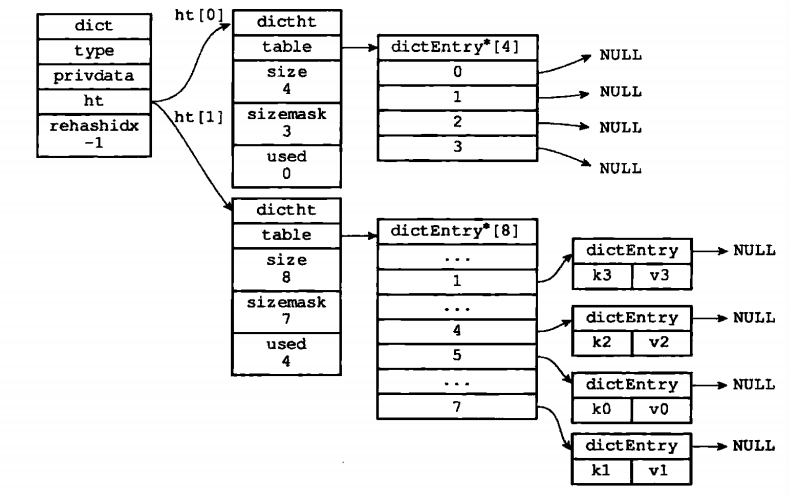 dict
type
privdata
ht
rehashidx
-1
ht[0]
ht[1]
dictht
table
size
4
sizemask
3
used
0
dictEntry*[4]
0
1
2
3
NULL
NULL
NULL
NULL
dictht
table
size
8
sizemask
7
used
4
dictEntry*[8]
...
1
...
4
5
...
7
dictEntry
k3 v3
NULL
dictEntry
k2 v2
NULL
dictEntry
k0 v0
NULL
dictEntry
k1 v1
NULL